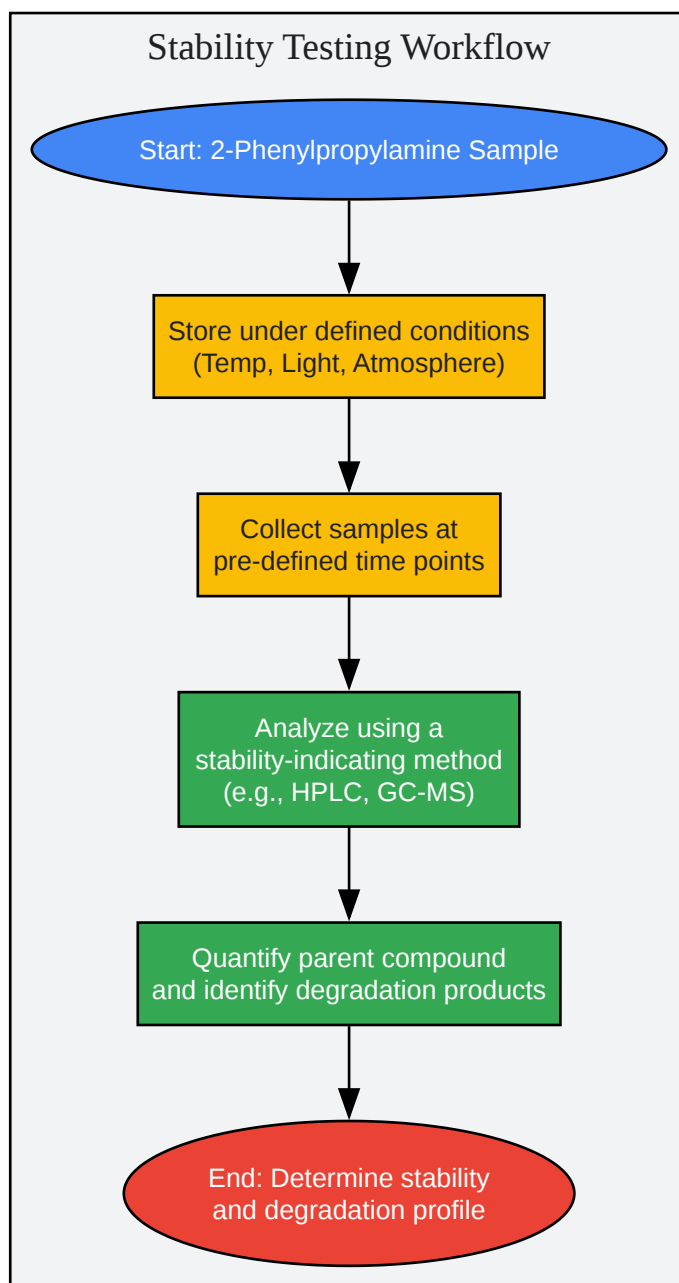 Stability Testing Workflow
Start: 2-Phenylpropylamine Sample
Store under defined conditions
(Temp, Light, Atmosphere)
Collect samples at
pre-defined time points
Analyze using a
stability-indicating method
(e.g., HPLC, GC-MS)
Quantify parent compound
and identify degradation products
End: Determine stability
and degradation profile